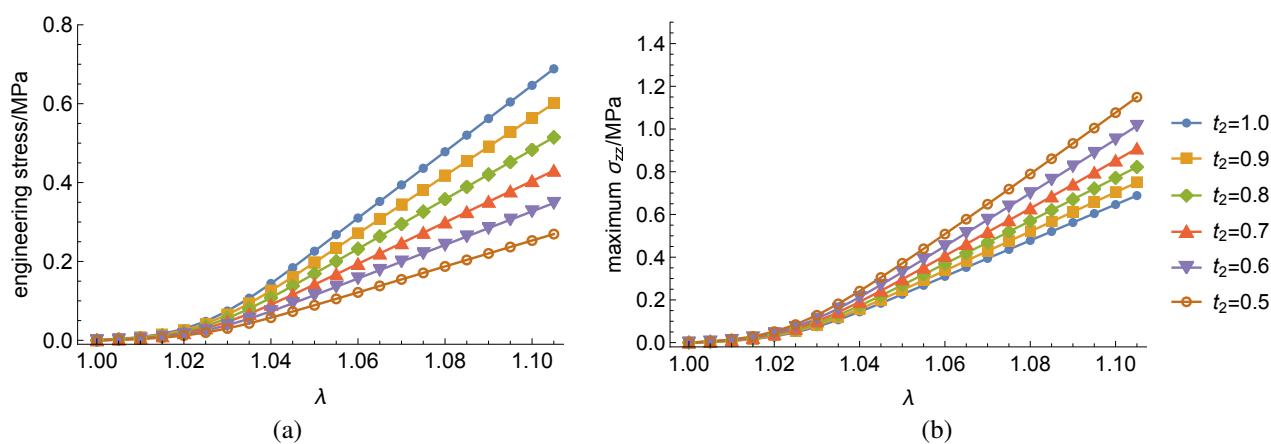 0.8
0.6
0.4
0.2
0.0
engineering stress/MPa
1.00 1.02 1.04 1.06 1.08 1.10
λ
(a)
1.4
1.2
1.0
0.8
0.6
0.4
0.2
0.0
maximum σzz/MPa
1.00 1.02 1.04 1.06 1.08 1.10
λ
(b)
t2=1.0
t2=0.9
t2=0.8
t2=0.7
t2=0.6
t2=0.5